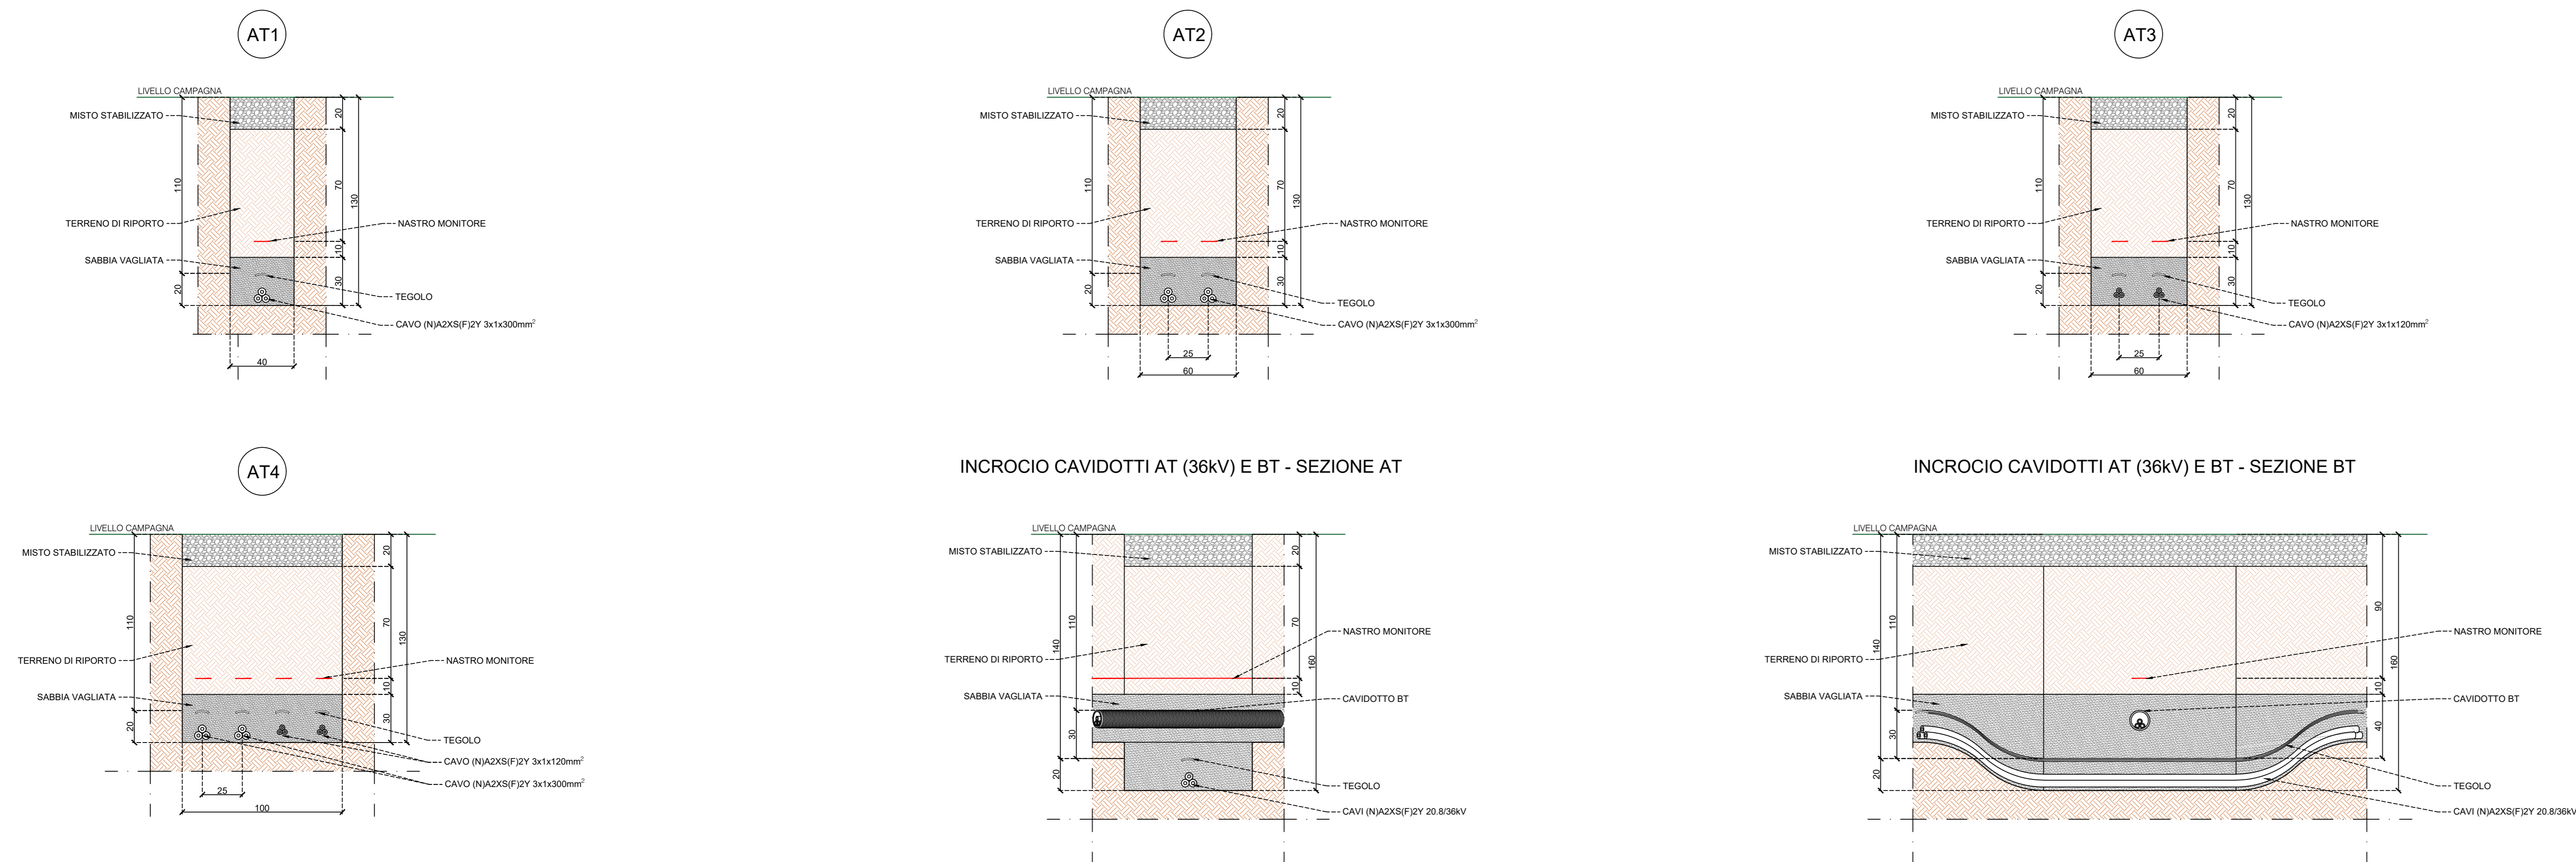 AT1
LIVELLO CAMPAGNA
MISTO STABILIZZATO
TERRENO DI RIPORTO
NASTRO MONITORE
SABBIA VAGLIATA
TEGOLO
CAVO (N)A2XS(F)2Y 3x1x300mm²
110
20
20
70
10
30
130
40
AT2
LIVELLO CAMPAGNA
MISTO STABILIZZATO
TERRENO DI RIPORTO
NASTRO MONITORE
SABBIA VAGLIATA
TEGOLO
CAVO (N)A2XS(F)2Y 3x1x300mm²
110
20
20
70
10
30
130
25
60
AT3
LIVELLO CAMPAGNA
MISTO STABILIZZATO
TERRENO DI RIPORTO
NASTRO MONITORE
SABBIA VAGLIATA
TEGOLO
CAVO (N)A2XS(F)2Y 3x1x120mm²
110
20
20
70
10
30
130
25
60
AT4
LIVELLO CAMPAGNA
MISTO STABILIZZATO
TERRENO DI RIPORTO
NASTRO MONITORE
SABBIA VAGLIATA
TEGOLO
CAVO (N)A2XS(F)2Y 3x1x120mm²
CAVO (N)A2XS(F)2Y 3x1x300mm²
110
20
20
70
10
30
130
25
100
INCROCIO CAVIDOTTI AT (36kV) E BT - SEZIONE AT
LIVELLO CAMPAGNA
MISTO STABILIZZATO
NASTRO MONITORE
TERRENO DI RIPORTO
SABBIA VAGLIATA
CAVIDOTTO BT
TEGOLO
CAVI (N)A2XS(F)2Y 20.8/36kV
140
110
30
20
20
70
10
160
INCROCIO CAVIDOTTI AT (36kV) E BT - SEZIONE BT
LIVELLO CAMPAGNA
MISTO STABILIZZATO
NASTRO MONITORE
TERRENO DI RIPORTO
SABBIA VAGLIATA
CAVIDOTTO BT
TEGOLO
CAVI (N)A2XS(F)2Y 20.8/36kV
140
110
30
20
90
10
40
160